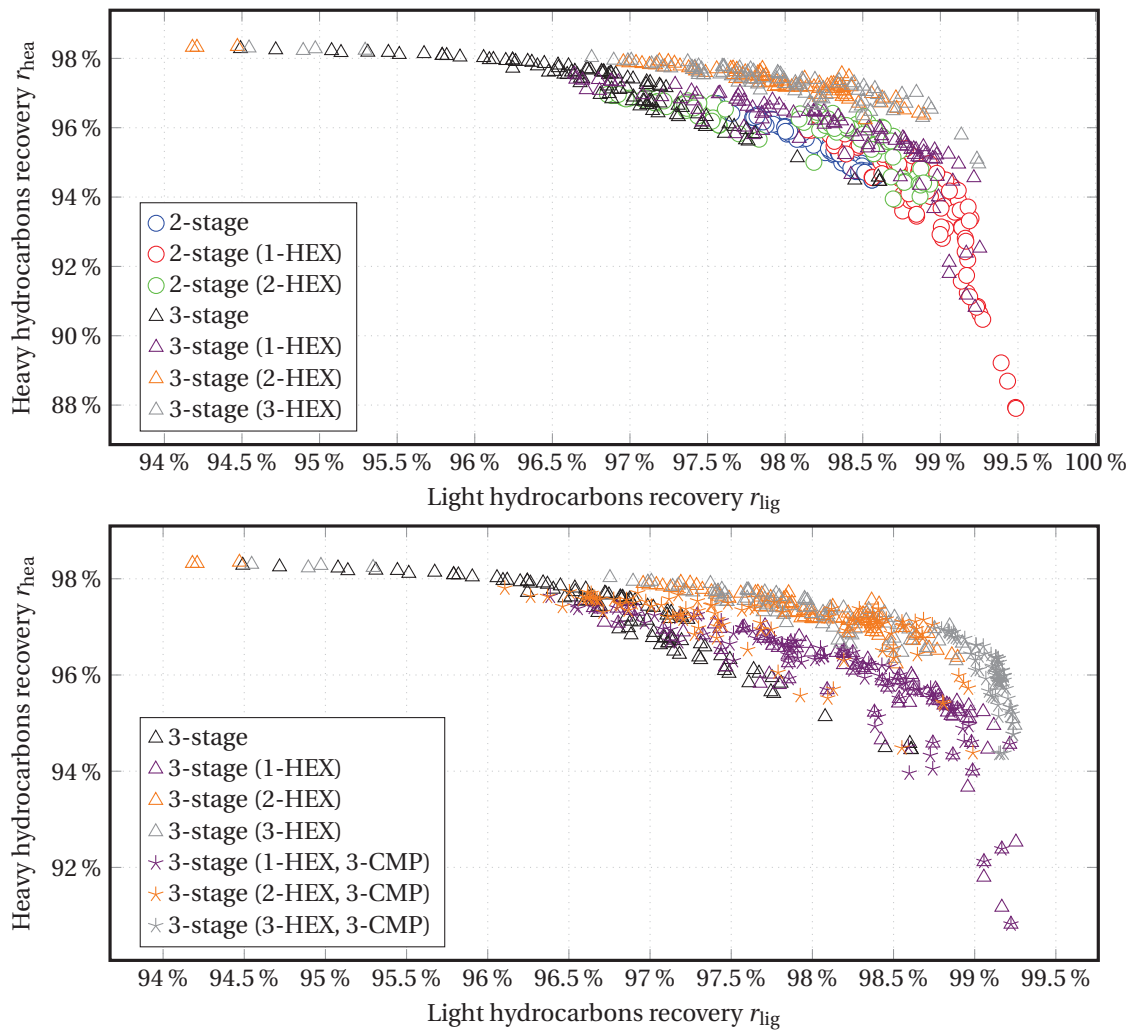 Heavy hydrocarbons recovery r_hea
98 %
96 %
94 %
92 %
90 %
88 %
2-stage
2-stage (1-HEX)
2-stage (2-HEX)
3-stage
3-stage (1-HEX)
3-stage (2-HEX)
3-stage (3-HEX)
94 % 94.5 % 95 % 95.5 % 96 % 96.5 % 97 % 97.5 % 98 % 98.5 % 99 % 99.5 % 100 %
Light hydrocarbons recovery r_lig
Heavy hydrocarbons recovery r_hea
98 %
96 %
94 %
92 %
3-stage
3-stage (1-HEX)
3-stage (2-HEX)
3-stage (3-HEX)
3-stage (1-HEX, 3-CMP)
3-stage (2-HEX, 3-CMP)
3-stage (3-HEX, 3-CMP)
94 % 94.5 % 95 % 95.5 % 96 % 96.5 % 97 % 97.5 % 98 % 98.5 % 99 % 99.5 %
Light hydrocarbons recovery r_lig